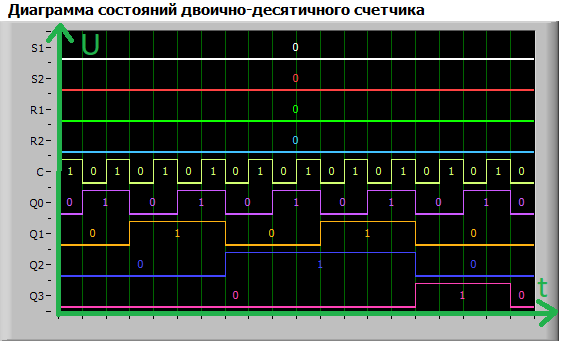 Диаграмма состояний двоично-десятичного счетчика
U
S1 0
S2 0
R1 0
R2 0
C 1 0 1 0 1 0 1 0 1 0 1 0 1 0 1 0 1 0 1 0
Q0 0 1 0 1 0 1 0 1 0 1 0
Q1 0 1 0 1 0
Q2 0 1 0
Q3 0 1 0
t